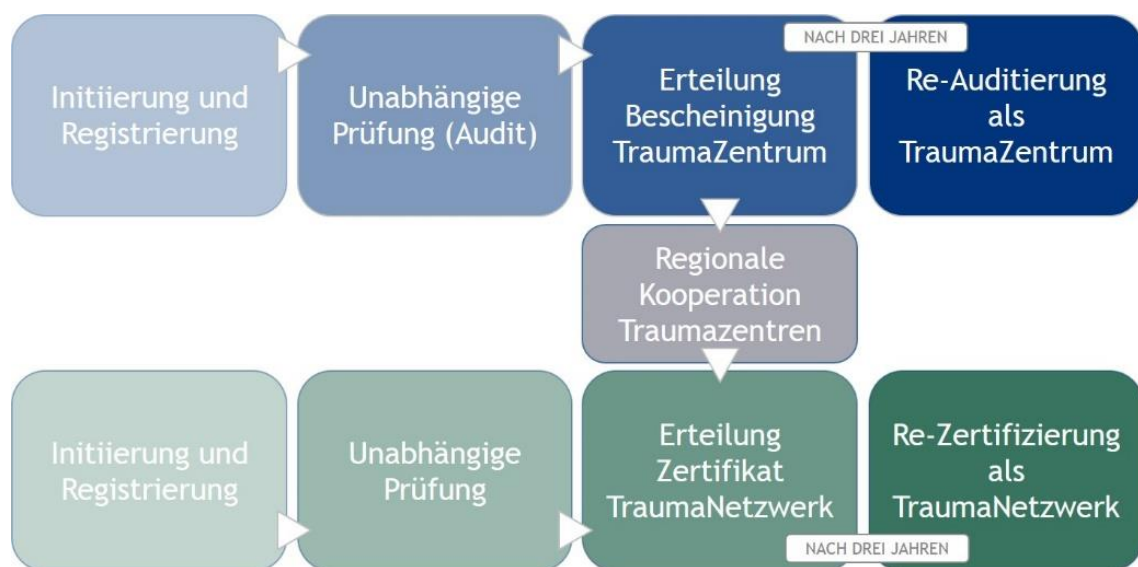 NACH DREI JAHREN
Initiierung und
Registrierung
Unabhängige
Prüfung (Audit)
Erteilung
Bescheinigung
TraumaZentrum
Re-Auditierung
als
TraumaZentrum
Regionale
Kooperation
Traumazentren
Initiierung und
Registrierung
Unabhängige
Prüfung
Erteilung
Zertifikat
TraumaNetzwerk
Re-Zertifizierung
als
TraumaNetzwerk
NACH DREI JAHREN